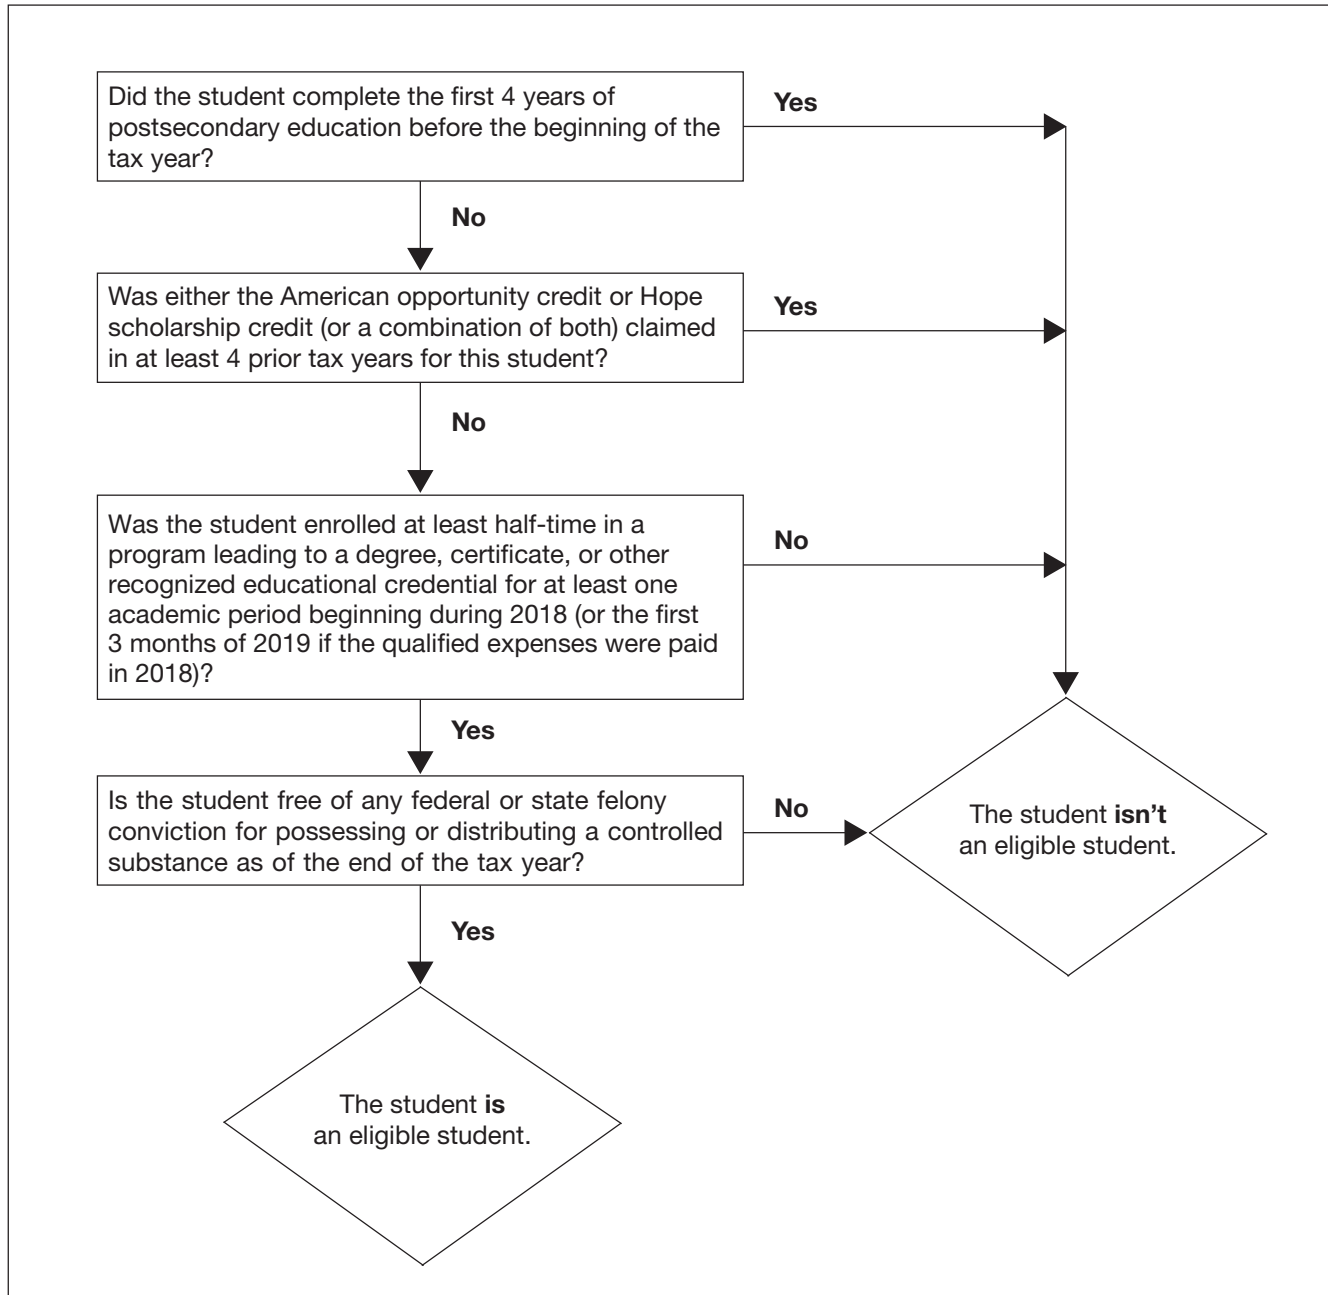 Did the student complete the first 4 years of
postsecondary education before the beginning of the
tax year?
Yes
No
Was either the American opportunity credit or Hope
scholarship credit (or a combination of both) claimed
in at least 4 prior tax years for this student?
Yes
No
Was the student enrolled at least half-time in a
program leading to a degree, certificate, or other
recognized educational credential for at least one
academic period beginning during 2018 (or the first
3 months of 2019 if the qualified expenses were paid
in 2018)?
No
Yes
Is the student free of any federal or state felony
conviction for possessing or distributing a controlled
substance as of the end of the tax year?
No
The student isn't
an eligible student.
Yes
The student is
an eligible student.